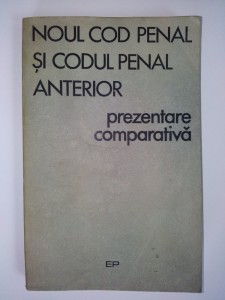 NOUL COD PENAL
ȘI CODUL PENAL
ANTERIOR
prezentare
comparativă
EP